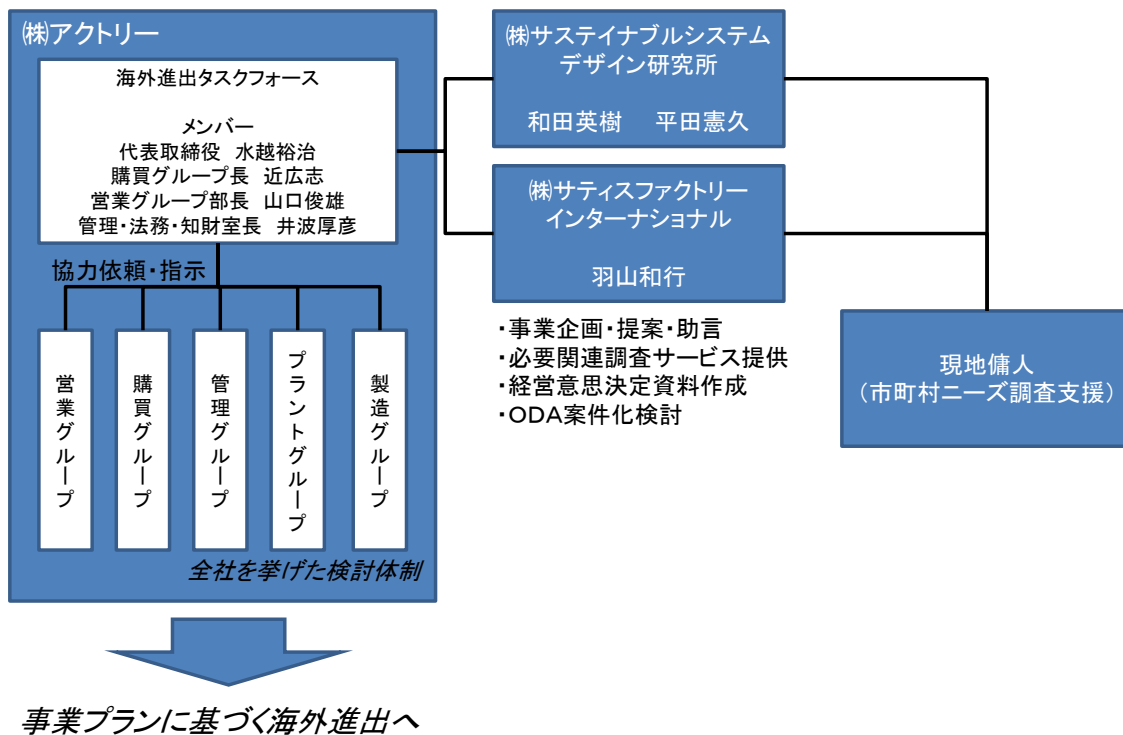 ㈱アクトリー
海外進出タスクフォース
メンバー
代表取締役 水越裕治
購買グループ長 近広志
営業グループ部長 山口俊雄
管理・法務・知財室長 井波厚彦
協力依頼・指示
営業グループ
購買グループ
管理グループ
プラントグループ
製造グループ
全社を挙げた検討体制
事業プランに基づく海外進出へ
㈱サステイナブルシステム
デザイン研究所
和田英樹 平田憲久
㈱サティスファクトリー
インターナショナル
羽山和行
・事業企画・提案・助言
・必要関連調査サービス提供
・経営意思決定資料作成
・ODA案件化検討
現地傭人
（市町村ニーズ調査支援）